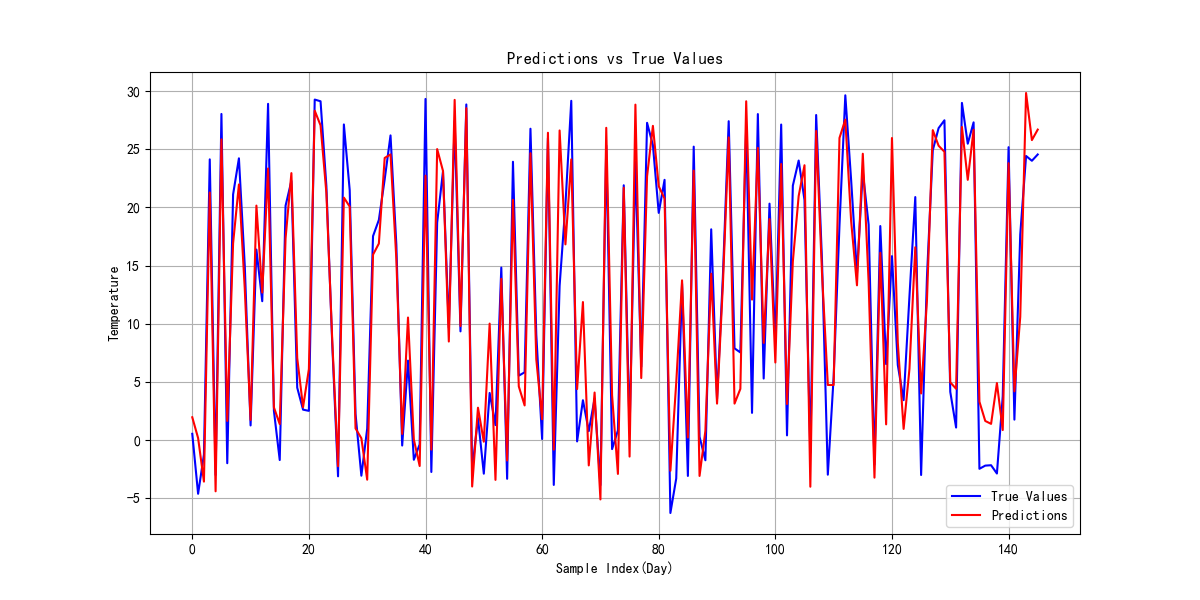 Predictions vs True Values
30
25
20
15
10
5
0
−5
Temperature
0 20 40 60 80 100 120 140
Sample Index(Day)
True Values
Predictions